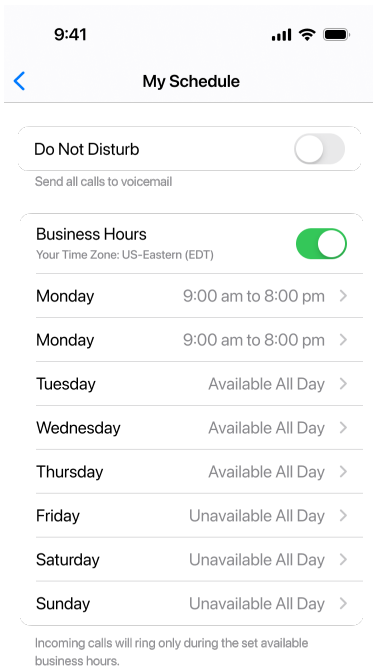 9:41
My Schedule
Do Not Disturb
Send all calls to voicemail
Business Hours
Your Time Zone: US-Eastern (EDT)
Monday 9:00 am to 8:00 pm
Monday 9:00 am to 8:00 pm
Tuesday Available All Day
Wednesday Available All Day
Thursday Available All Day
Friday Unavailable All Day
Saturday Unavailable All Day
Sunday Unavailable All Day
Incoming calls will ring only during the set available
business hours.